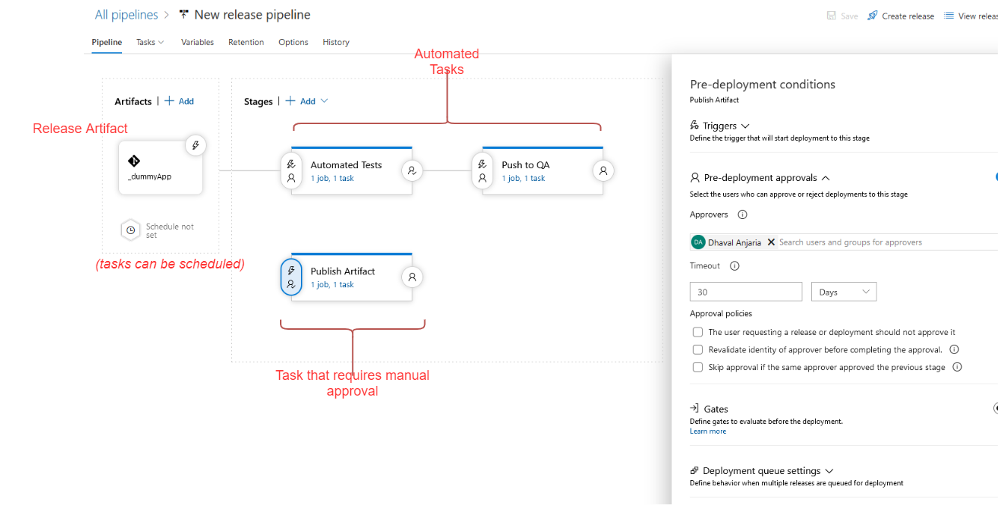 All pipelines > New release pipeline
Save Create release View releas
Pipeline Tasks Variables Retention Options History
Automated
Tasks
Artifacts | + Add
Stages | + Add
Release Artifact
_dummyApp
Schedule not
set
(tasks can be scheduled)
Automated Tests
1 job, 1 task
Push to QA
1 job, 1 task
Publish Artifact
1 job, 1 task
Task that requires manual
approval
Pre-deployment conditions
Publish Artifact
Triggers
Define the trigger that will start deployment to this stage
Pre-deployment approvals
Select the users who can approve or reject deployments to this stage
Approvers
DA Dhaval Anjaria Search users and groups for approvers
Timeout
30 Days
Approval policies
The user requesting a release or deployment should not approve it
Revalidate identity of approver before completing the approval.
Skip approval if the same approver approved the previous stage
Gates
Define gates to evaluate before the deployment.
Learn more
Deployment queue settings
Define behavior when multiple releases are queued for deployment